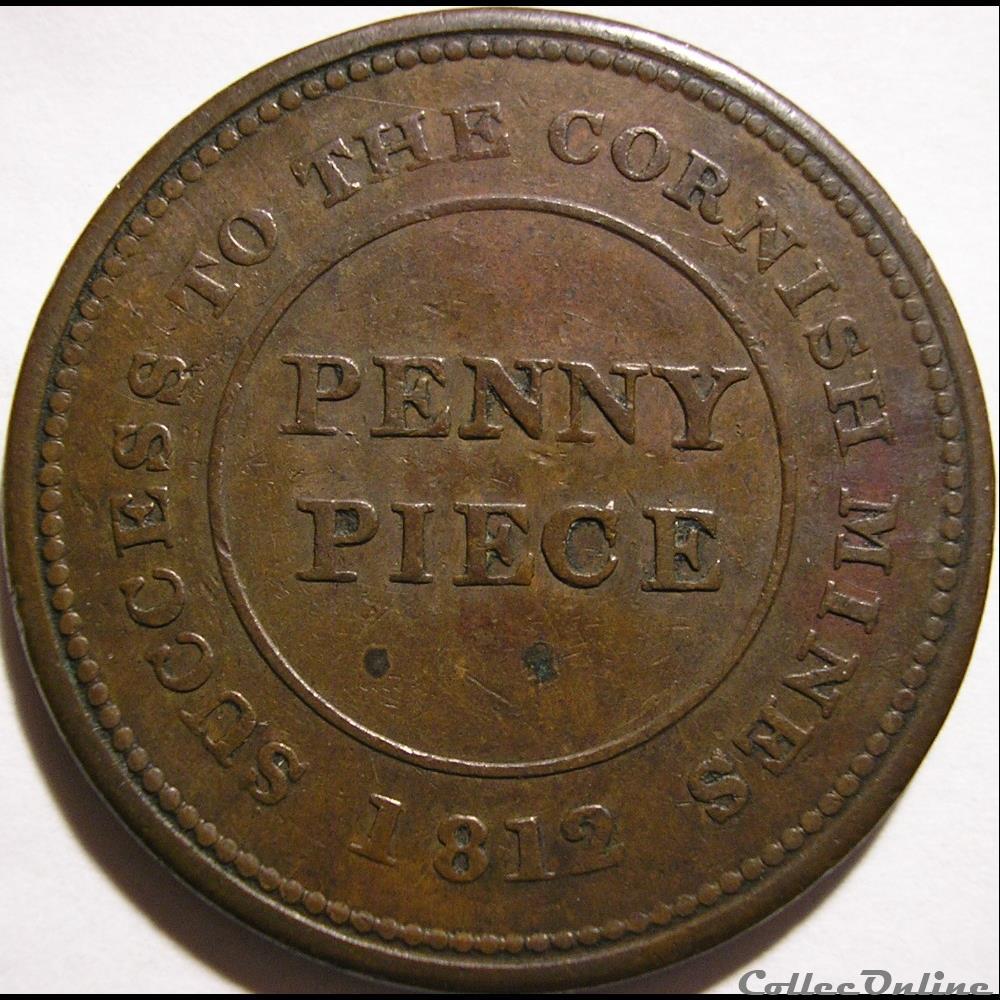 SUCCESS TO THE CORNISH MINES
PENNY
PIECE
1812
CollecOnline